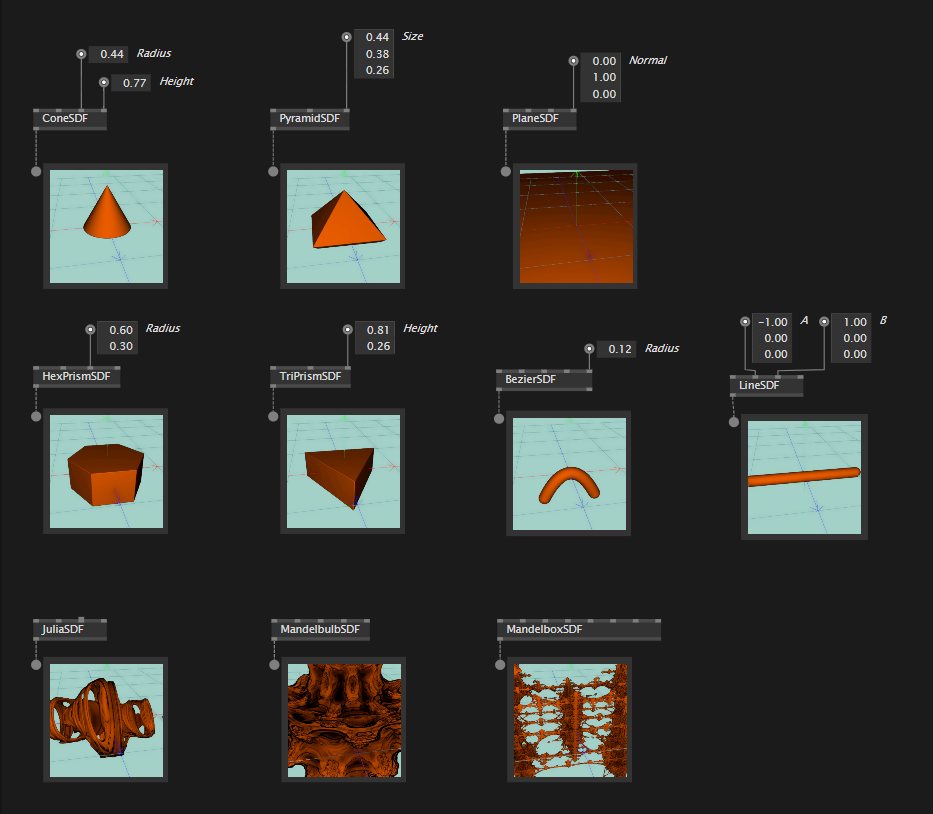 0.44 Radius
0.77 Height
ConeSDF
0.44 Size
0.38
0.26
PyramidSDF
0.00 Normal
1.00
0.00
PlaneSDF
0.60 Radius
0.30
HexPrismSDF
0.81 Height
0.26
TriPrismSDF
0.12 Radius
BezierSDF
-1.00 A
0.00
0.00
1.00 B
0.00
0.00
LineSDF
JuliaSDF
MandelbulbSDF
MandelboxSDF